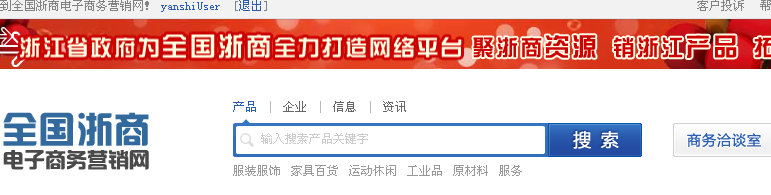 到全国浙商电子商务营销网! yanshiUser [退出] 客户投诉 帮
浙江省政府为全国浙商全力打造网络平台 聚浙商资源 销浙江产品 拓
产品 | 企业 | 信息 | 资讯
全国浙商
电子商务营销网
输入搜索产品关键字 搜 索 商务洽谈室
服装服饰 家具百货 运动休闲 工业品 原材料 服务